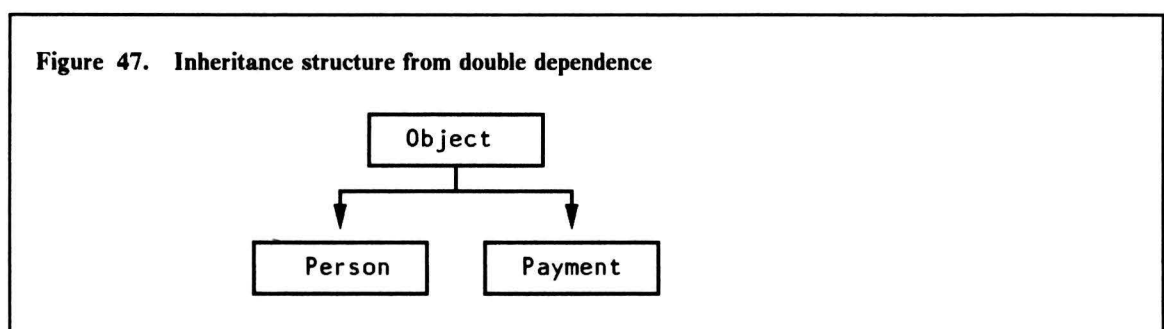 Figure 47. Inheritance structure from double dependence
Object
Person Payment